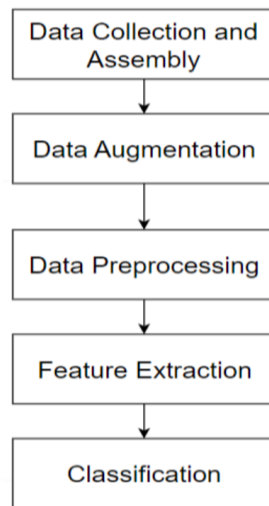 Data Collection and
Assembly
Data Augmentation
Data Preprocessing
Feature Extraction
Classification